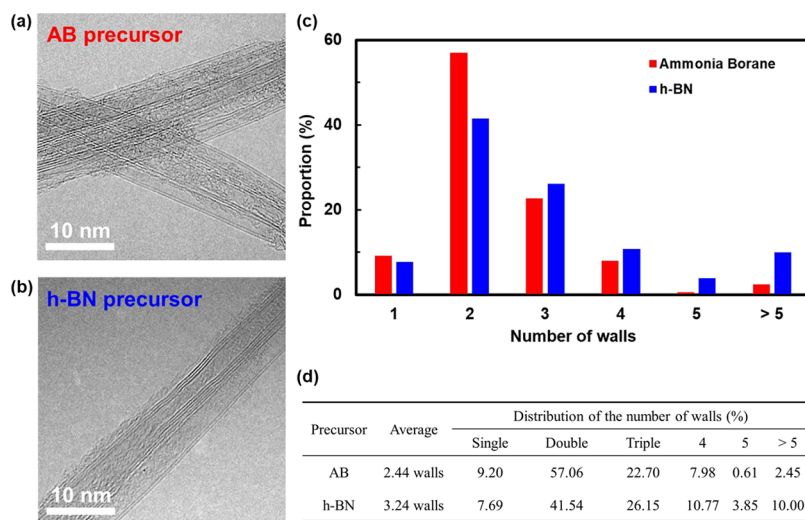 (a)
AB precursor
10 nm
(b)
h-BN precursor
10 nm
(c)
60
40
20
0
Proportion (%)
Ammonia Borane
h-BN
1 2 3 4 5 > 5
Number of walls
(d)
Precursor Average Distribution of the number of walls (%)
Single Double Triple 4 5 > 5
AB 2.44 walls 9.20 57.06 22.70 7.98 0.61 2.45
h-BN 3.24 walls 7.69 41.54 26.15 10.77 3.85 10.00